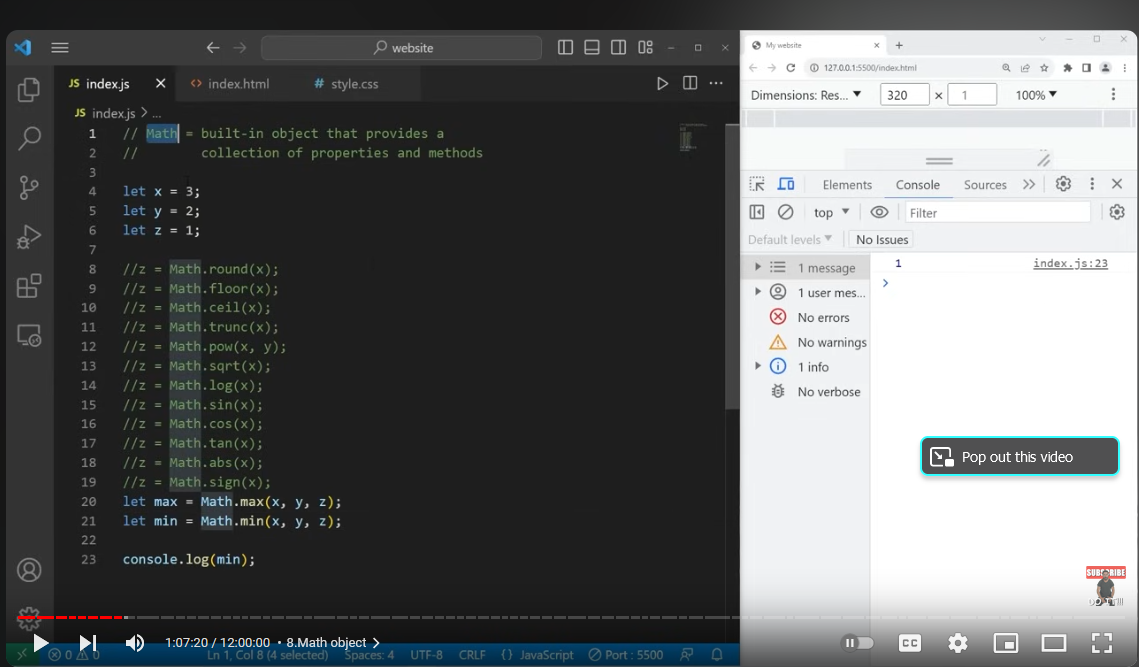 website
JS index.js
<> index.html
# style.css
JS index.js > ...
1 // Math = built-in object that provides a
2 // collection of properties and methods
3
4 let x = 3;
5 let y = 2;
6 let z = 1;
7
8 //z = Math.round(x);
9 //z = Math.floor(x);
10 //z = Math.ceil(x);
11 //z = Math.trunc(x);
12 //z = Math.pow(x, y);
13 //z = Math.sqrt(x);
14 //z = Math.log(x);
15 //z = Math.sin(x);
16 //z = Math.cos(x);
17 //z = Math.tan(x);
18 //z = Math.abs(x);
19 //z = Math.sign(x);
20 let max = Math.max(x, y, z);
21 let min = Math.min(x, y, z);
22
23 console.log(min);
My website
127.0.0.1:5500/index.html
Dimensions: Res... 320 × 1 100%
Elements Console Sources
top Filter
Default levels No Issues
1 message
1 user mes...
No errors
No warnings
1 info
No verbose
1 index.js:23
Pop out this video
SUBSCRIBE
1:07:20 / 12:00:00 • 8.Math object >
CC
0 0 Ln 1, Col 8 (4 selected) Spaces: 4 UTF-8 CRLF {} JavaScript Port : 5500